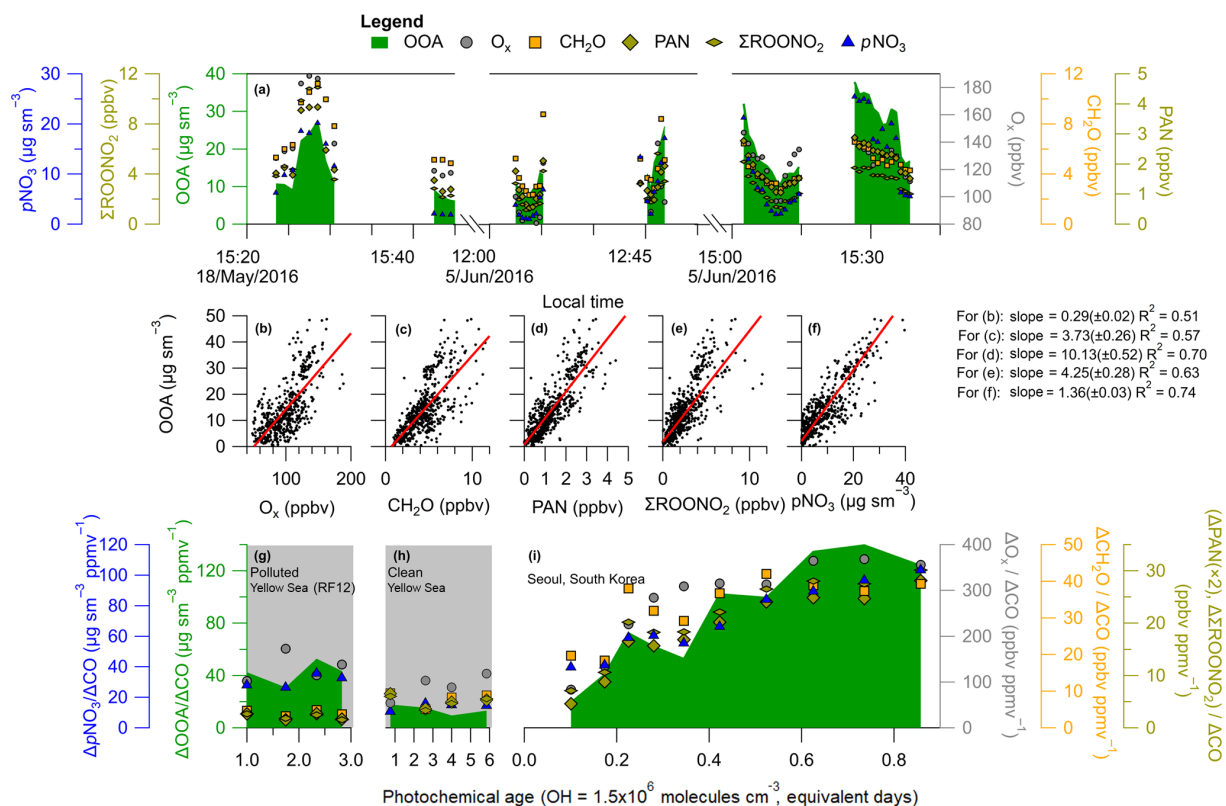 Legend
OOA Oₓ CH₂O PAN ΣROONO₂ pNO₃
pNO₃ (µg sm⁻³)
30
20
10
0
ΣROONO₂ (ppbv)
12
8
4
0
OOA (µg sm⁻³)
40
30
20
10
0
(a)
180
160
140
120
100
80
Oₓ (ppbv)
12
8
4
0
CH₂O (ppbv)
5
4
3
2
1
0
PAN (ppbv)
15:20 15:40 12:00 12:45 15:00 15:30
18/May/2016 5/Jun/2016 5/Jun/2016
Local time
OOA (µg sm⁻³)
50
40
30
20
10
0
(b) (c) (d) (e) (f)
100 200 0 10 0 1 2 3 4 5 0 10 0 20 40
Oₓ (ppbv) CH₂O (ppbv) PAN (ppbv) ΣROONO₂ (ppbv) pNO₃ (µg sm⁻³)
For (b): slope = 0.29(±0.02) R² = 0.51
For (c): slope = 3.73(±0.26) R² = 0.57
For (d): slope = 10.13(±0.52) R² = 0.70
For (e): slope = 4.25(±0.28) R² = 0.63
For (f): slope = 1.36(±0.03) R² = 0.74
ΔpNO₃/ΔCO (µg sm⁻³ ppmv⁻¹)
120
100
80
60
40
20
0
ΔOOA/ΔCO (µg sm⁻³ ppmv⁻¹)
120
80
40
0
(g)
Polluted
Yellow Sea (RF12)
(h)
Clean
Yellow Sea
(i)
Seoul, South Korea
400
300
200
100
0
ΔOₓ / ΔCO (ppbv ppmv⁻¹)
50
40
30
20
10
0
ΔCH₂O / ΔCO (ppbv ppmv⁻¹)
30
20
10
0
(ΔPAN(×2), ΔΣROONO₂) / ΔCO
(ppbv ppmv⁻¹)
1.0 2.0 3.0 1 2 3 4 5 6 0.0 0.2 0.4 0.6 0.8
Photochemical age (OH = 1.5x10⁶ molecules cm⁻³, equivalent days)